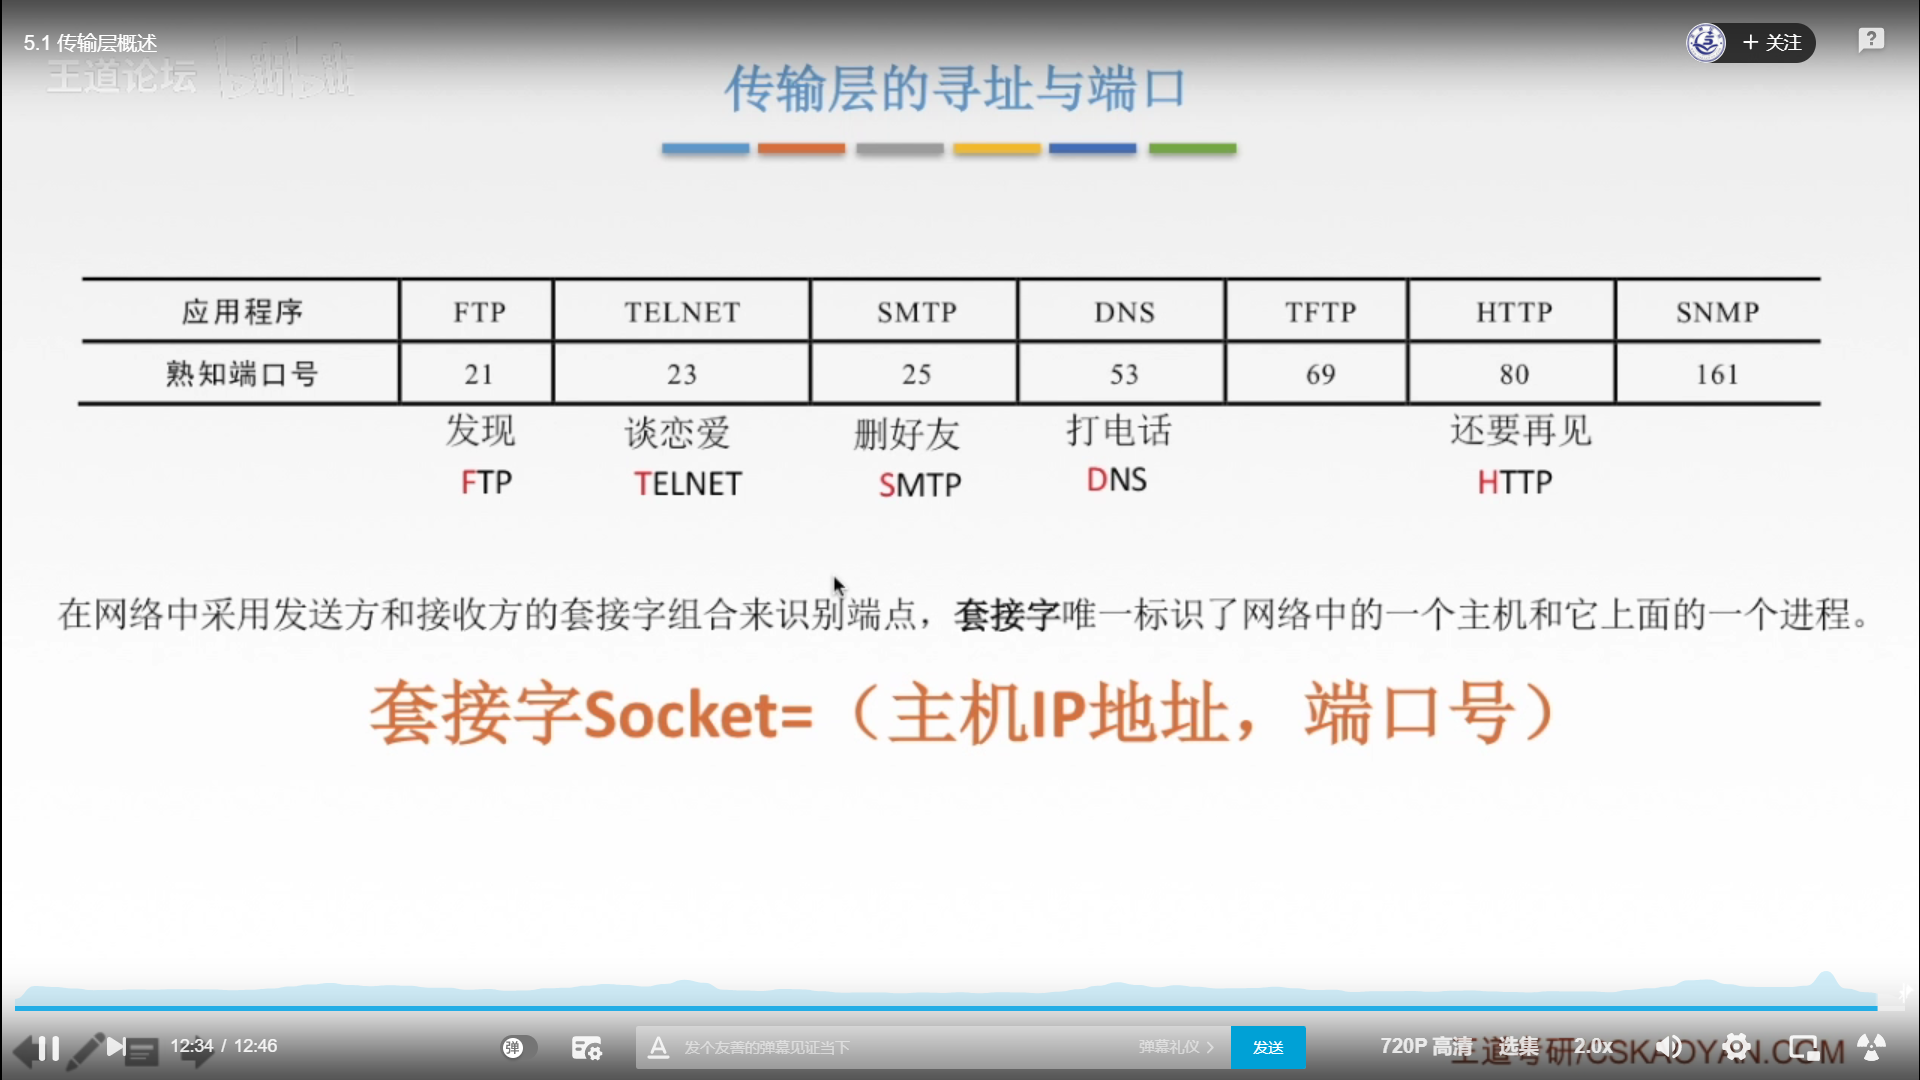 5.1 传输层概述
+ 关注
王道论坛 bilibili
传输层的寻址与端口
应用程序 FTP TELNET SMTP DNS TFTP HTTP SNMP
熟知端口号 21 23 25 53 69 80 161
发现 谈恋爱 删好友 打电话 还要再见
FTP TELNET SMTP DNS HTTP
在网络中采用发送方和接收方的套接字组合来识别端点，套接字唯一标识了网络中的一个主机和它上面的一个进程。
套接字Socket=（主机IP地址，端口号）
12:34 / 12:46 弹 发个友善的弹幕见证当下 弹幕礼仪 发送 720P 高清 选集 2.0x
王道考研/CSKAOYAN.COM